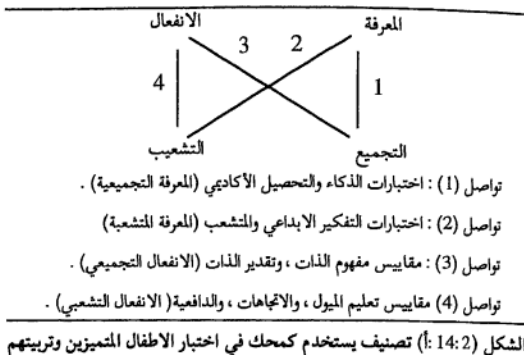 المعرفة الانفعال
2 3
1 4
التجميع التشعيب
تواصل (1) : اختبارات الذكاء والتحصيل الأكاديمي (المعرفة التجميعية) .
تواصل (2) : اختبارات التفكير الابداعي والمتشعب (المعرفة المتشعبة)
تواصل (3) : مقاييس مفهوم الذات ، وتقدير الذات (الانفعال التجميعي) .
تواصل (4) مقاييس تعليم الميول ، والاتجاهات ، والدافعية( الانفعال التشعبي) .
الشكل (14:2:أ) تصنيف يستخدم كمحك في اختبار الاطفال المتميزين وتربيتهم